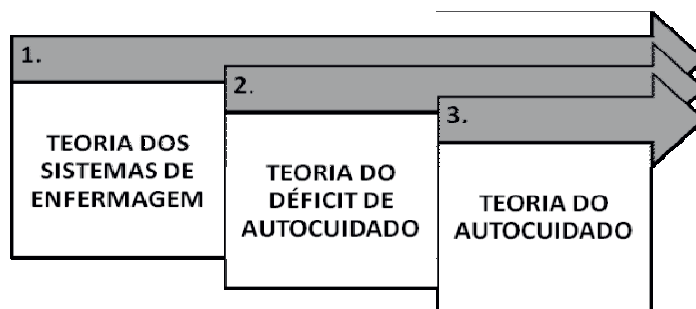 1.
TEORIA DOS
SISTEMAS DE
ENFERMAGEM
2.
TEORIA DO
DÉFICIT DE
AUTOCUIDADO
3.
TEORIA DO
AUTOCUIDADO